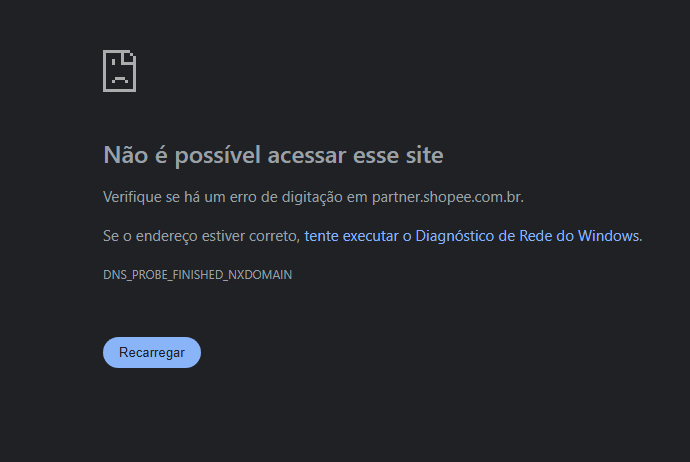 Não é possível acessar esse site
Verifique se há um erro de digitação em partner.shopee.com.br.
Se o endereço estiver correto, tente executar o Diagnóstico de Rede do Windows.
DNS_PROBE_FINISHED_NXDOMAIN
Recarregar